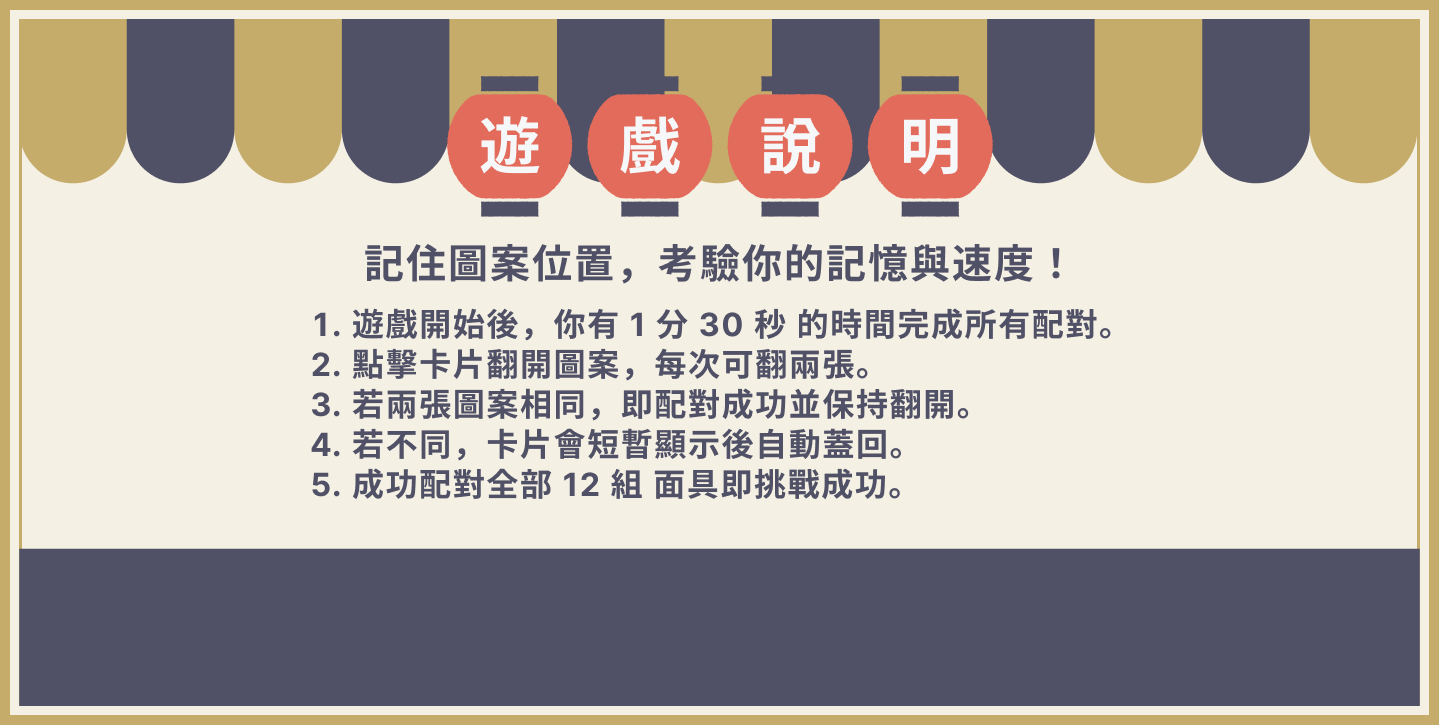 遊戲說明
記住圖案位置，考驗你的記憶與速度！
1. 遊戲開始後，你有 1 分 30 秒 的時間完成所有配對。
2. 點擊卡片翻開圖案，每次可翻兩張。
3. 若兩張圖案相同，即配對成功並保持翻開。
4. 若不同，卡片會短暫顯示後自動蓋回。
5. 成功配對全部 12 組 面具即挑戰成功。